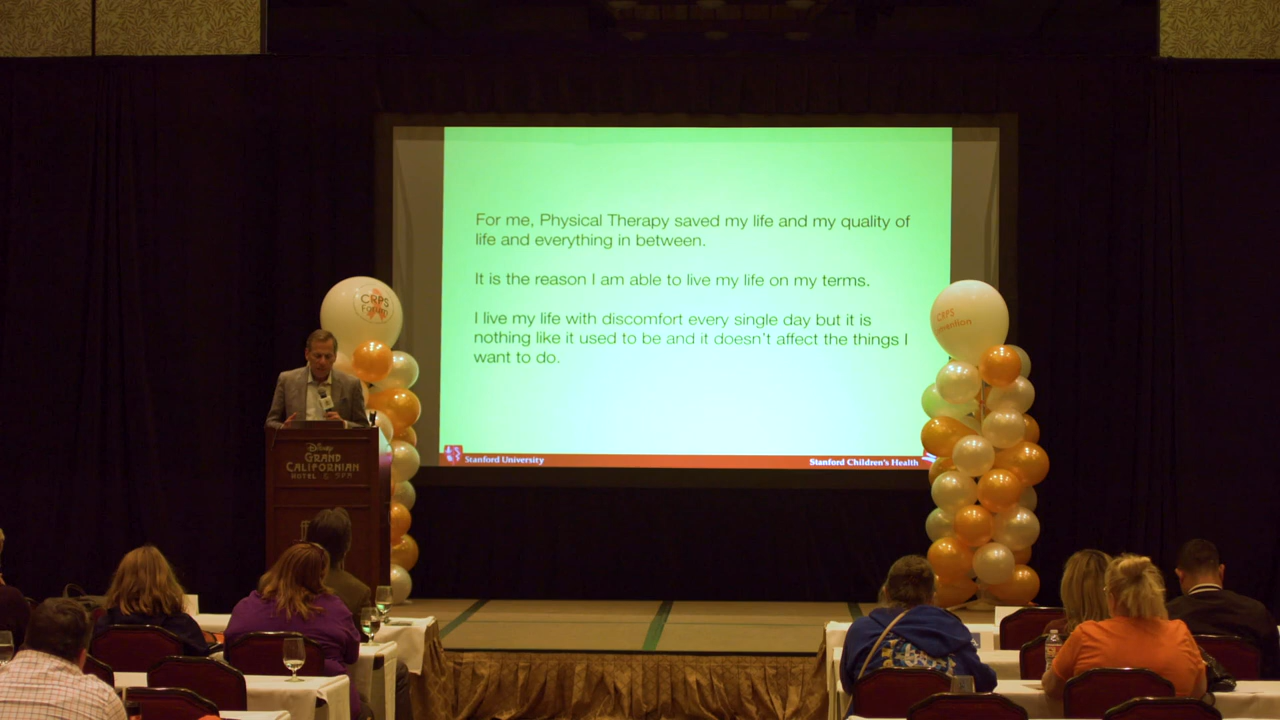 For me, Physical Therapy saved my life and my quality of
life and everything in between.
It is the reason I am able to live my life on my terms.
I live my life with discomfort every single day but it is
nothing like it used to be and it doesn't affect the things I
want to do.
Stanford University
Stanford Children's Health
CRPS
Forum
CRPS
Disney
GRAND
CALIFORNIAN
HOTEL & SPA